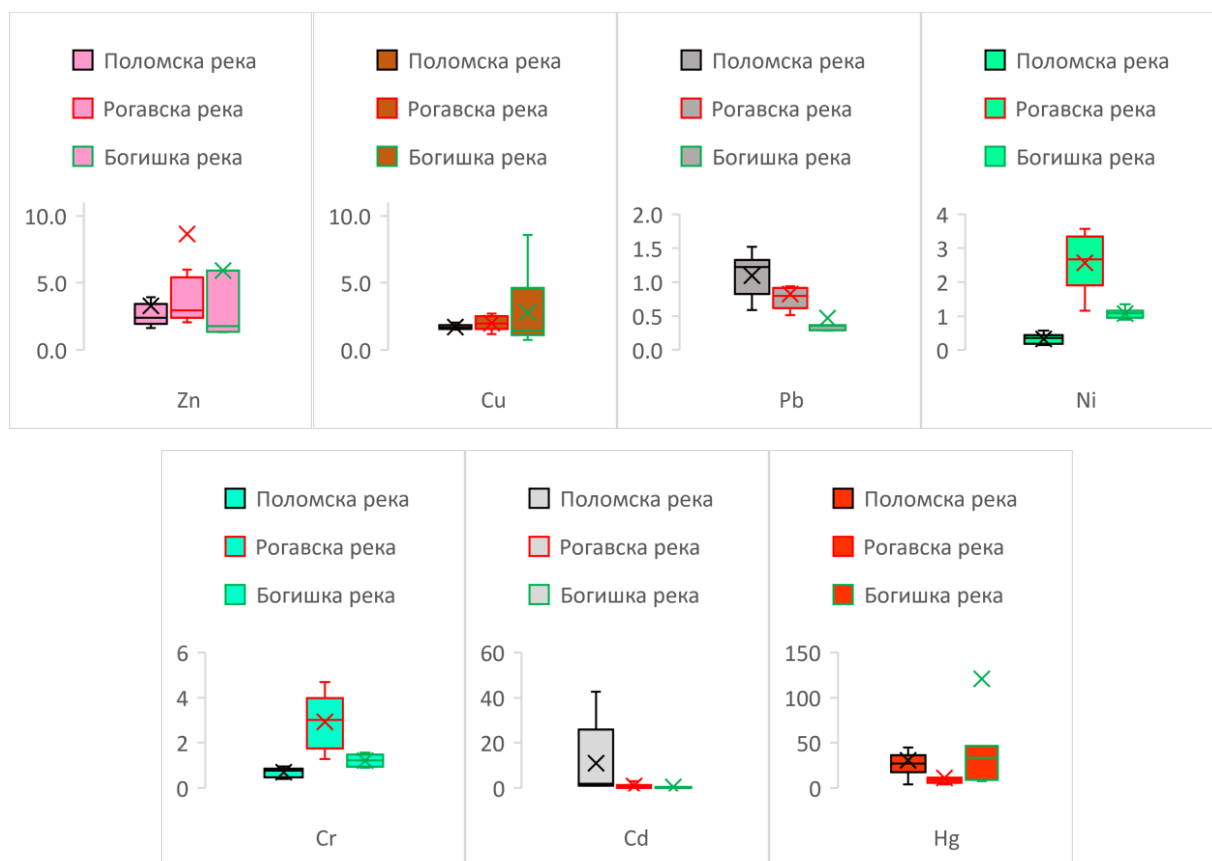 Поломска река
Рогавска река
Богишка река
10.0
5.0
0.0
Zn
Поломска река
Рогавска река
Богишка река
10.0
5.0
0.0
Cu
Поломска река
Рогавска река
Богишка река
2.0
1.5
1.0
0.5
0.0
Pb
Поломска река
Рогавска река
Богишка река
4
3
2
1
0
Ni
Поломска река
Рогавска река
Богишка река
6
4
2
0
Cr
Поломска река
Рогавска река
Богишка река
60
40
20
0
Cd
Поломска река
Рогавска река
Богишка река
150
100
50
0
Hg